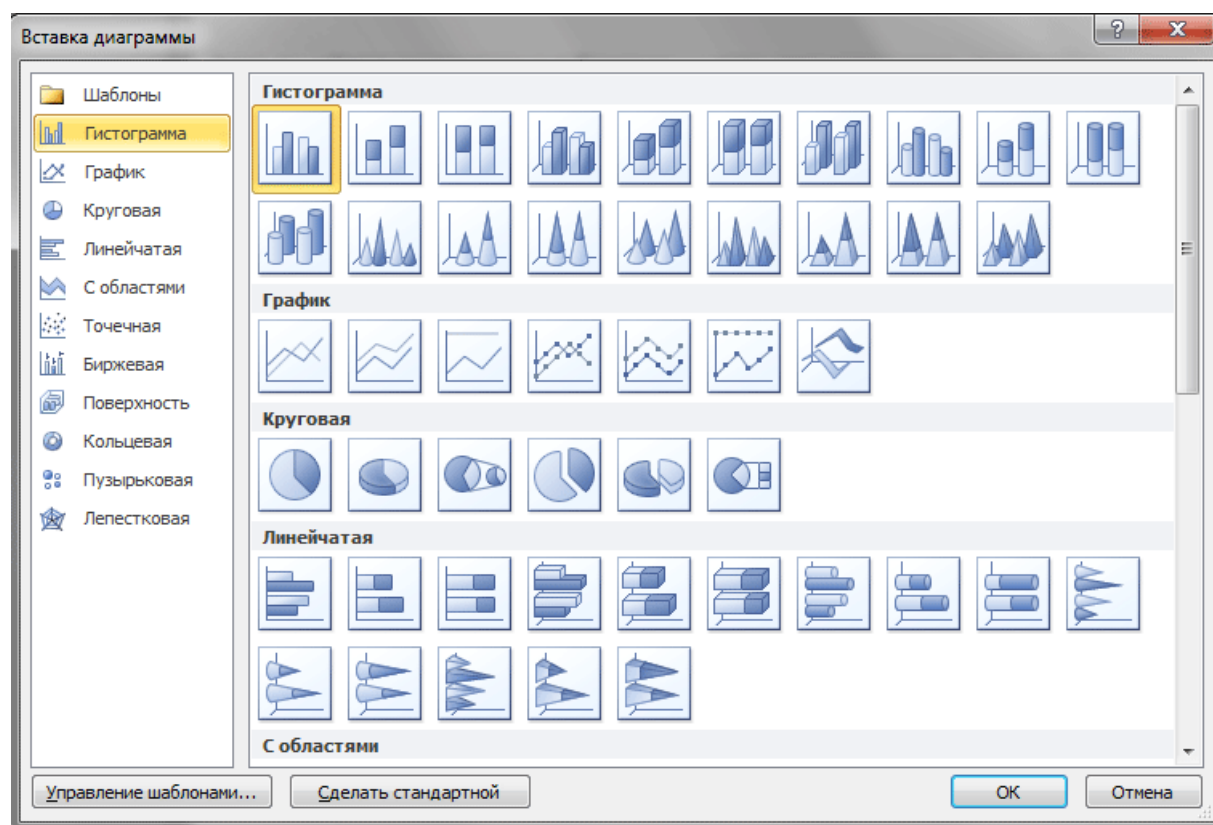 Вставка диаграммы
Шаблоны
Гистограмма
График
Круговая
Линейчатая
С областями
Точечная
Биржевая
Поверхность
Кольцевая
Пузырьковая
Лепестковая
Гистограмма
График
Круговая
Линейчатая
С областями
Управление шаблонами...
Сделать стандартной
ОК
Отмена